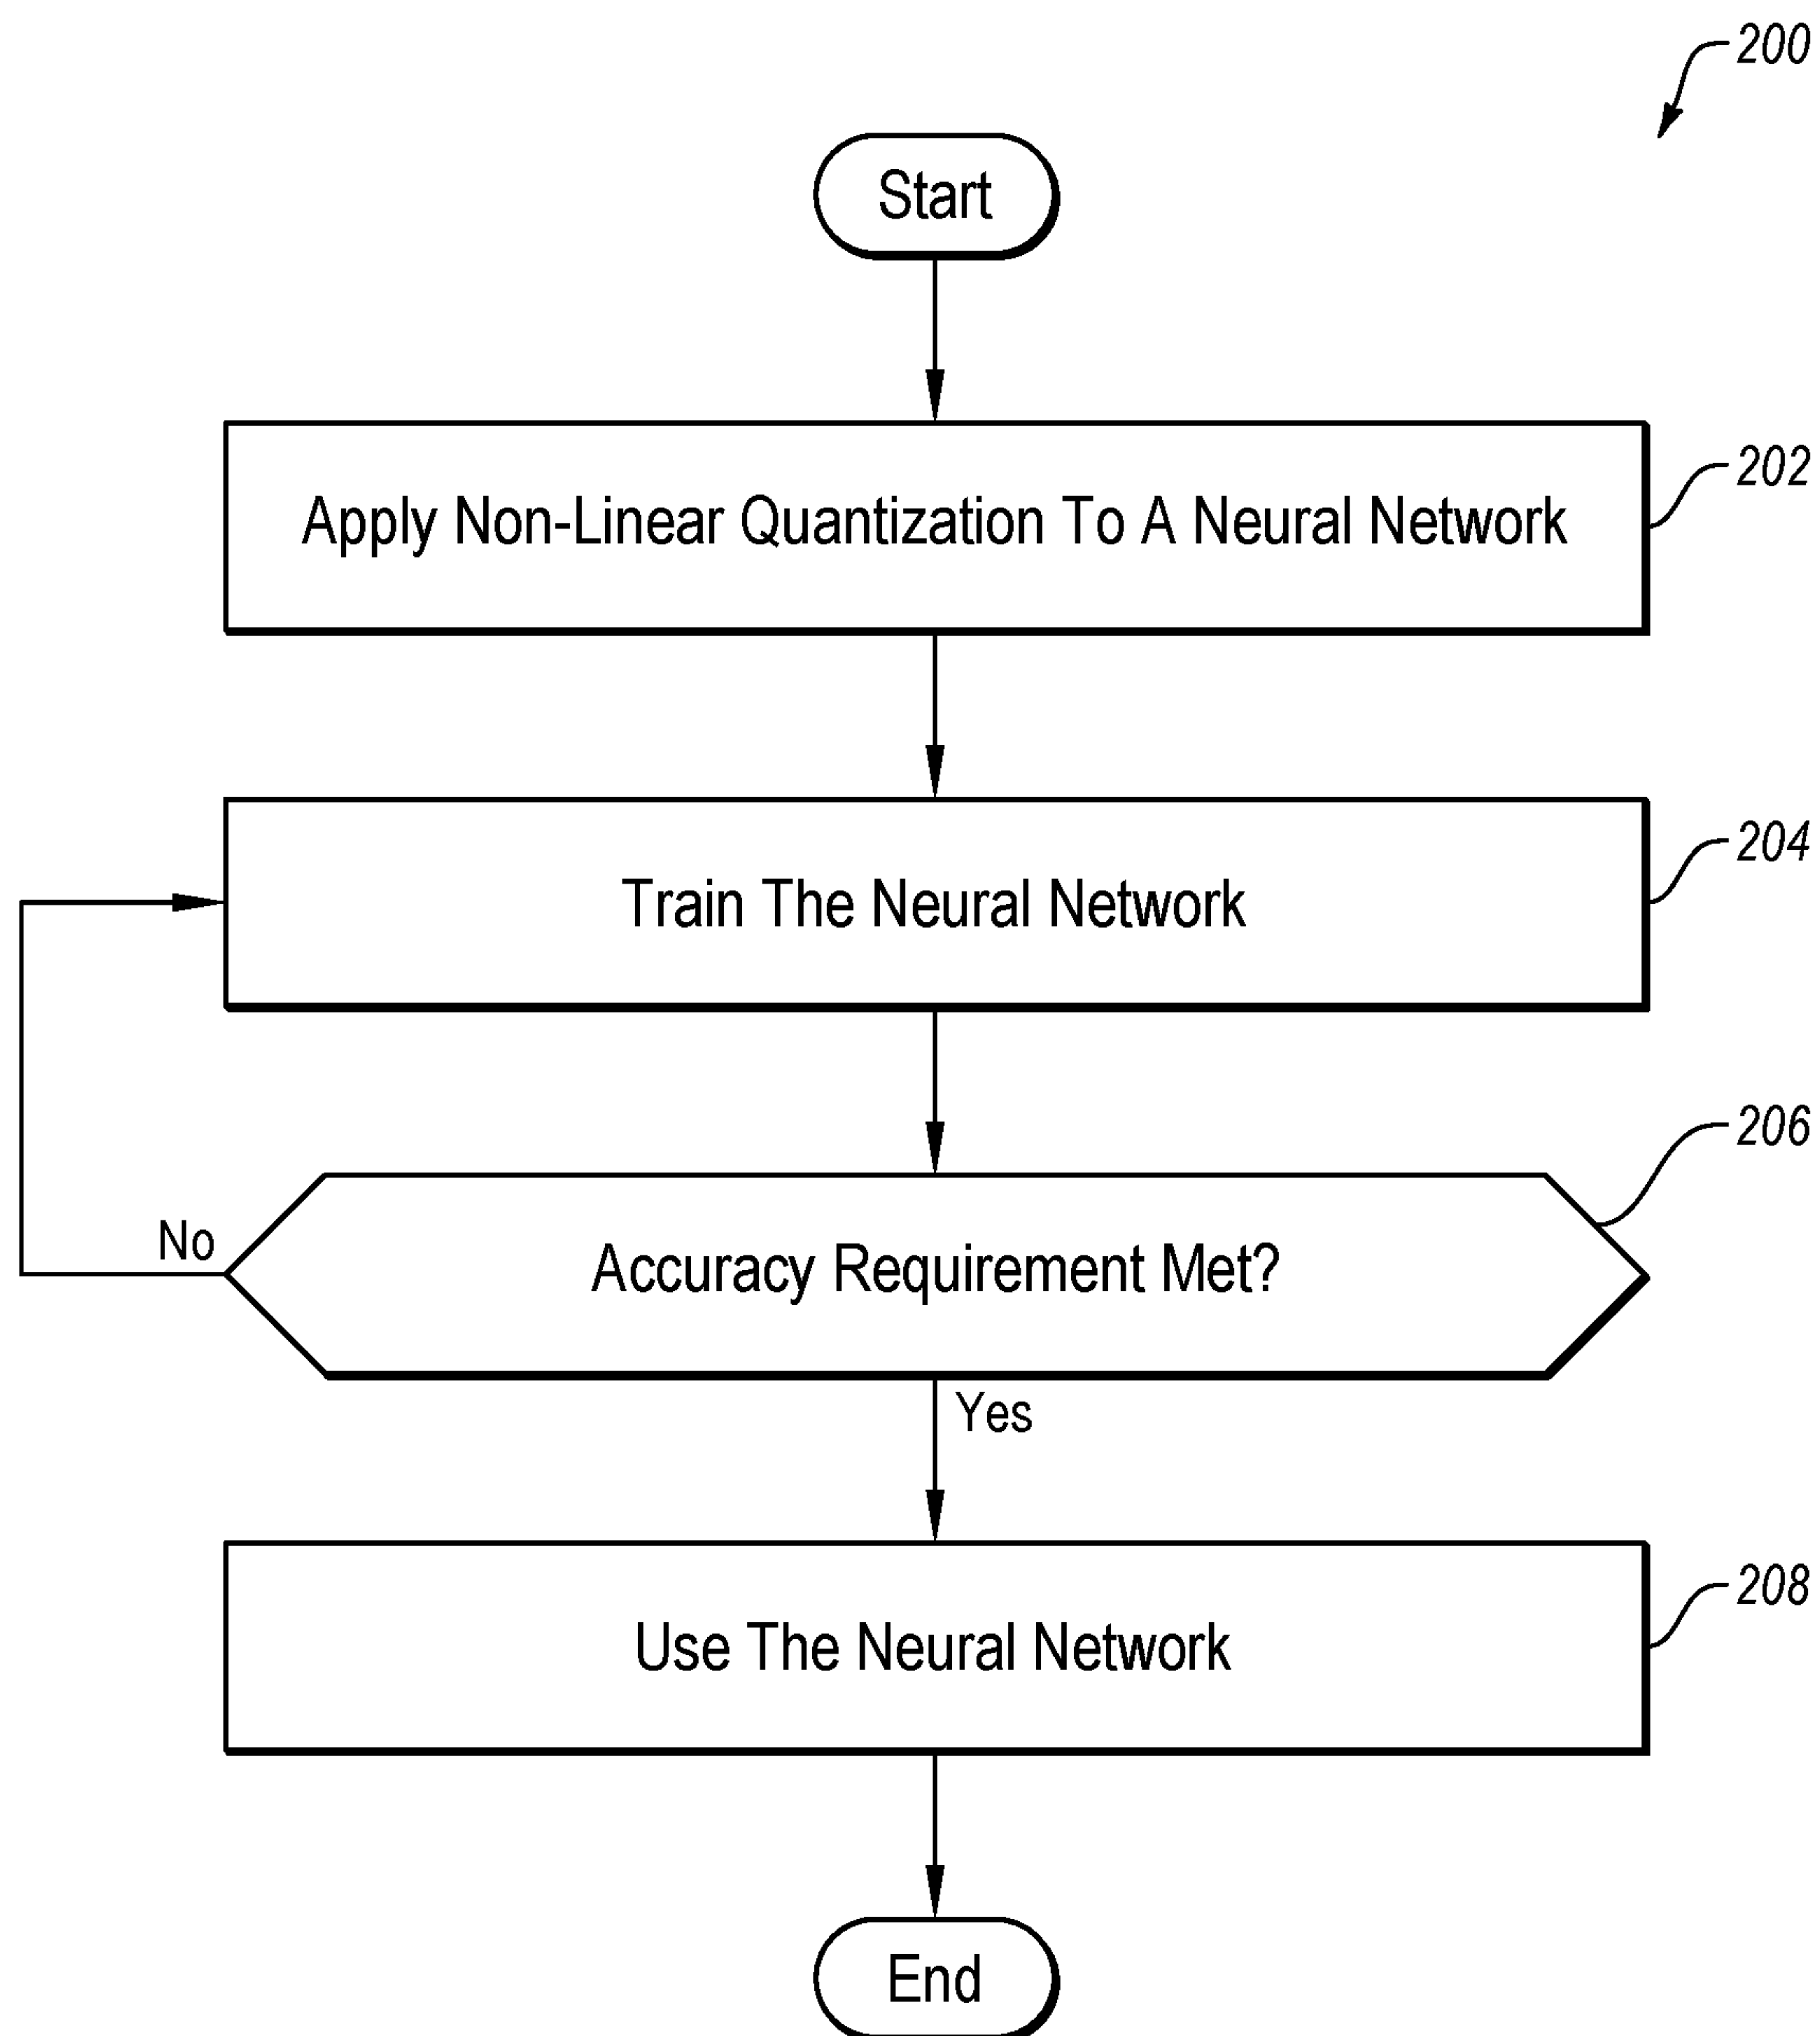 200
Start
Apply Non-Linear Quantization To A Neural Network
202
Train The Neural Network
204
206
Accuracy Requirement Met?
No
Yes
Use The Neural Network
208
End